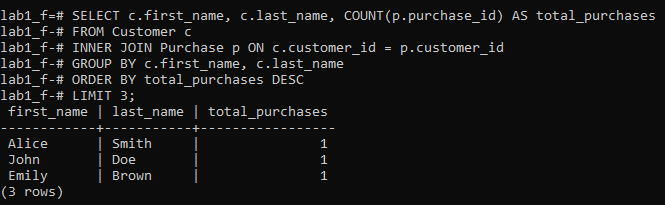 lab1_f=# SELECT c.first_name, c.last_name, COUNT(p.purchase_id) AS total_purchases
lab1_f-# FROM Customer c
lab1_f-# INNER JOIN Purchase p ON c.customer_id = p.customer_id
lab1_f-# GROUP BY c.first_name, c.last_name
lab1_f-# ORDER BY total_purchases DESC
lab1_f-# LIMIT 3;
 first_name | last_name | total_purchases
------------+-----------+-----------------
 Alice      | Smith     |               1
 John       | Doe       |               1
 Emily      | Brown     |               1
(3 rows)